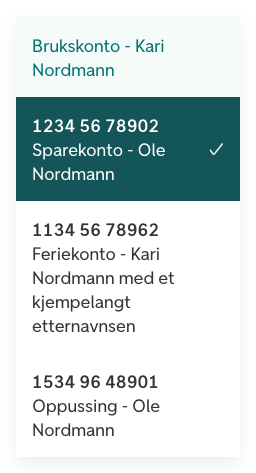 Brukskonto - Kari
Nordmann
1234 56 78902
Sparekonto - Ole
Nordmann
1134 56 78962
Feriekonto - Kari
Nordmann med et
kjempelangt
etternavnsen
1534 96 48901
Oppussing - Ole
Nordmann